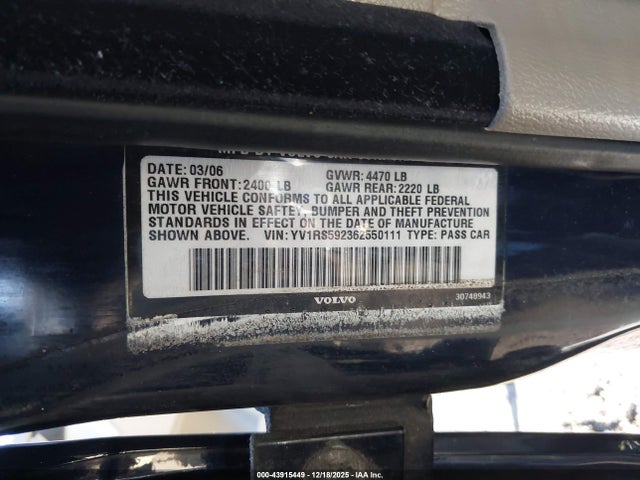 DATE: 03/06 GVWR: 4470 LB
GAWR FRONT: 2400 LB GAWR REAR: 2220 LB
THIS VEHICLE CONFORMS TO ALL APPLICABLE FEDERAL
MOTOR VEHICLE SAFTEY, BUMPER AND THEFT PREVENTION
STANDARDS IN EFFECT ON THE DATE OF MANUFACTURE
SHOWN ABOVE. VIN: YV1RS592362550111 TYPE: PASS CAR
VOLVO 30748943
000-43915449 | 12/18/2025 | IAA Inc.